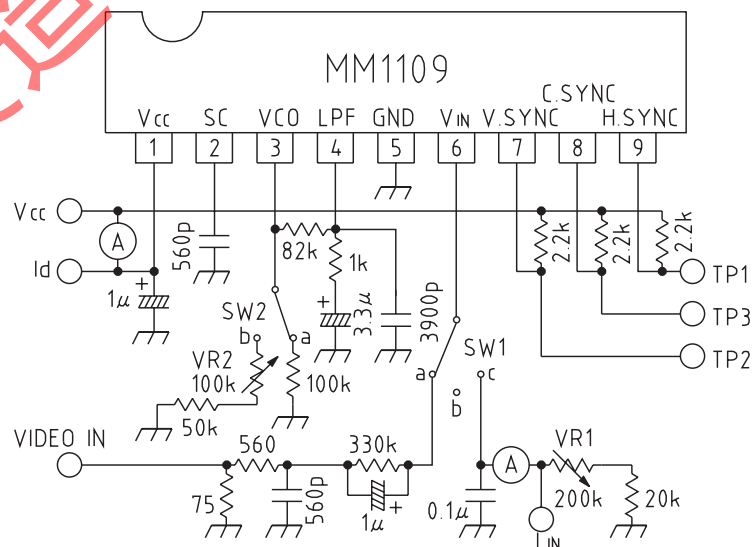 MM1109
C.SYNC
Vcc SC VCO LPF GND VIN V.SYNC H.SYNC
1 2 3 4 5 6 7 8 9
Vcc
A
Id
1μ +
560p
82k
1k
+
3.3μ
3900p
2.2k
2.2k
2.2k
TP1
TP3
TP2
SW2
b a
VR2
100k
100k
50k
SW1
a c
b
VIDEO IN
560
330k
75
560p
1μ +
0.1μ
A
VR1
200k
20k
IIN